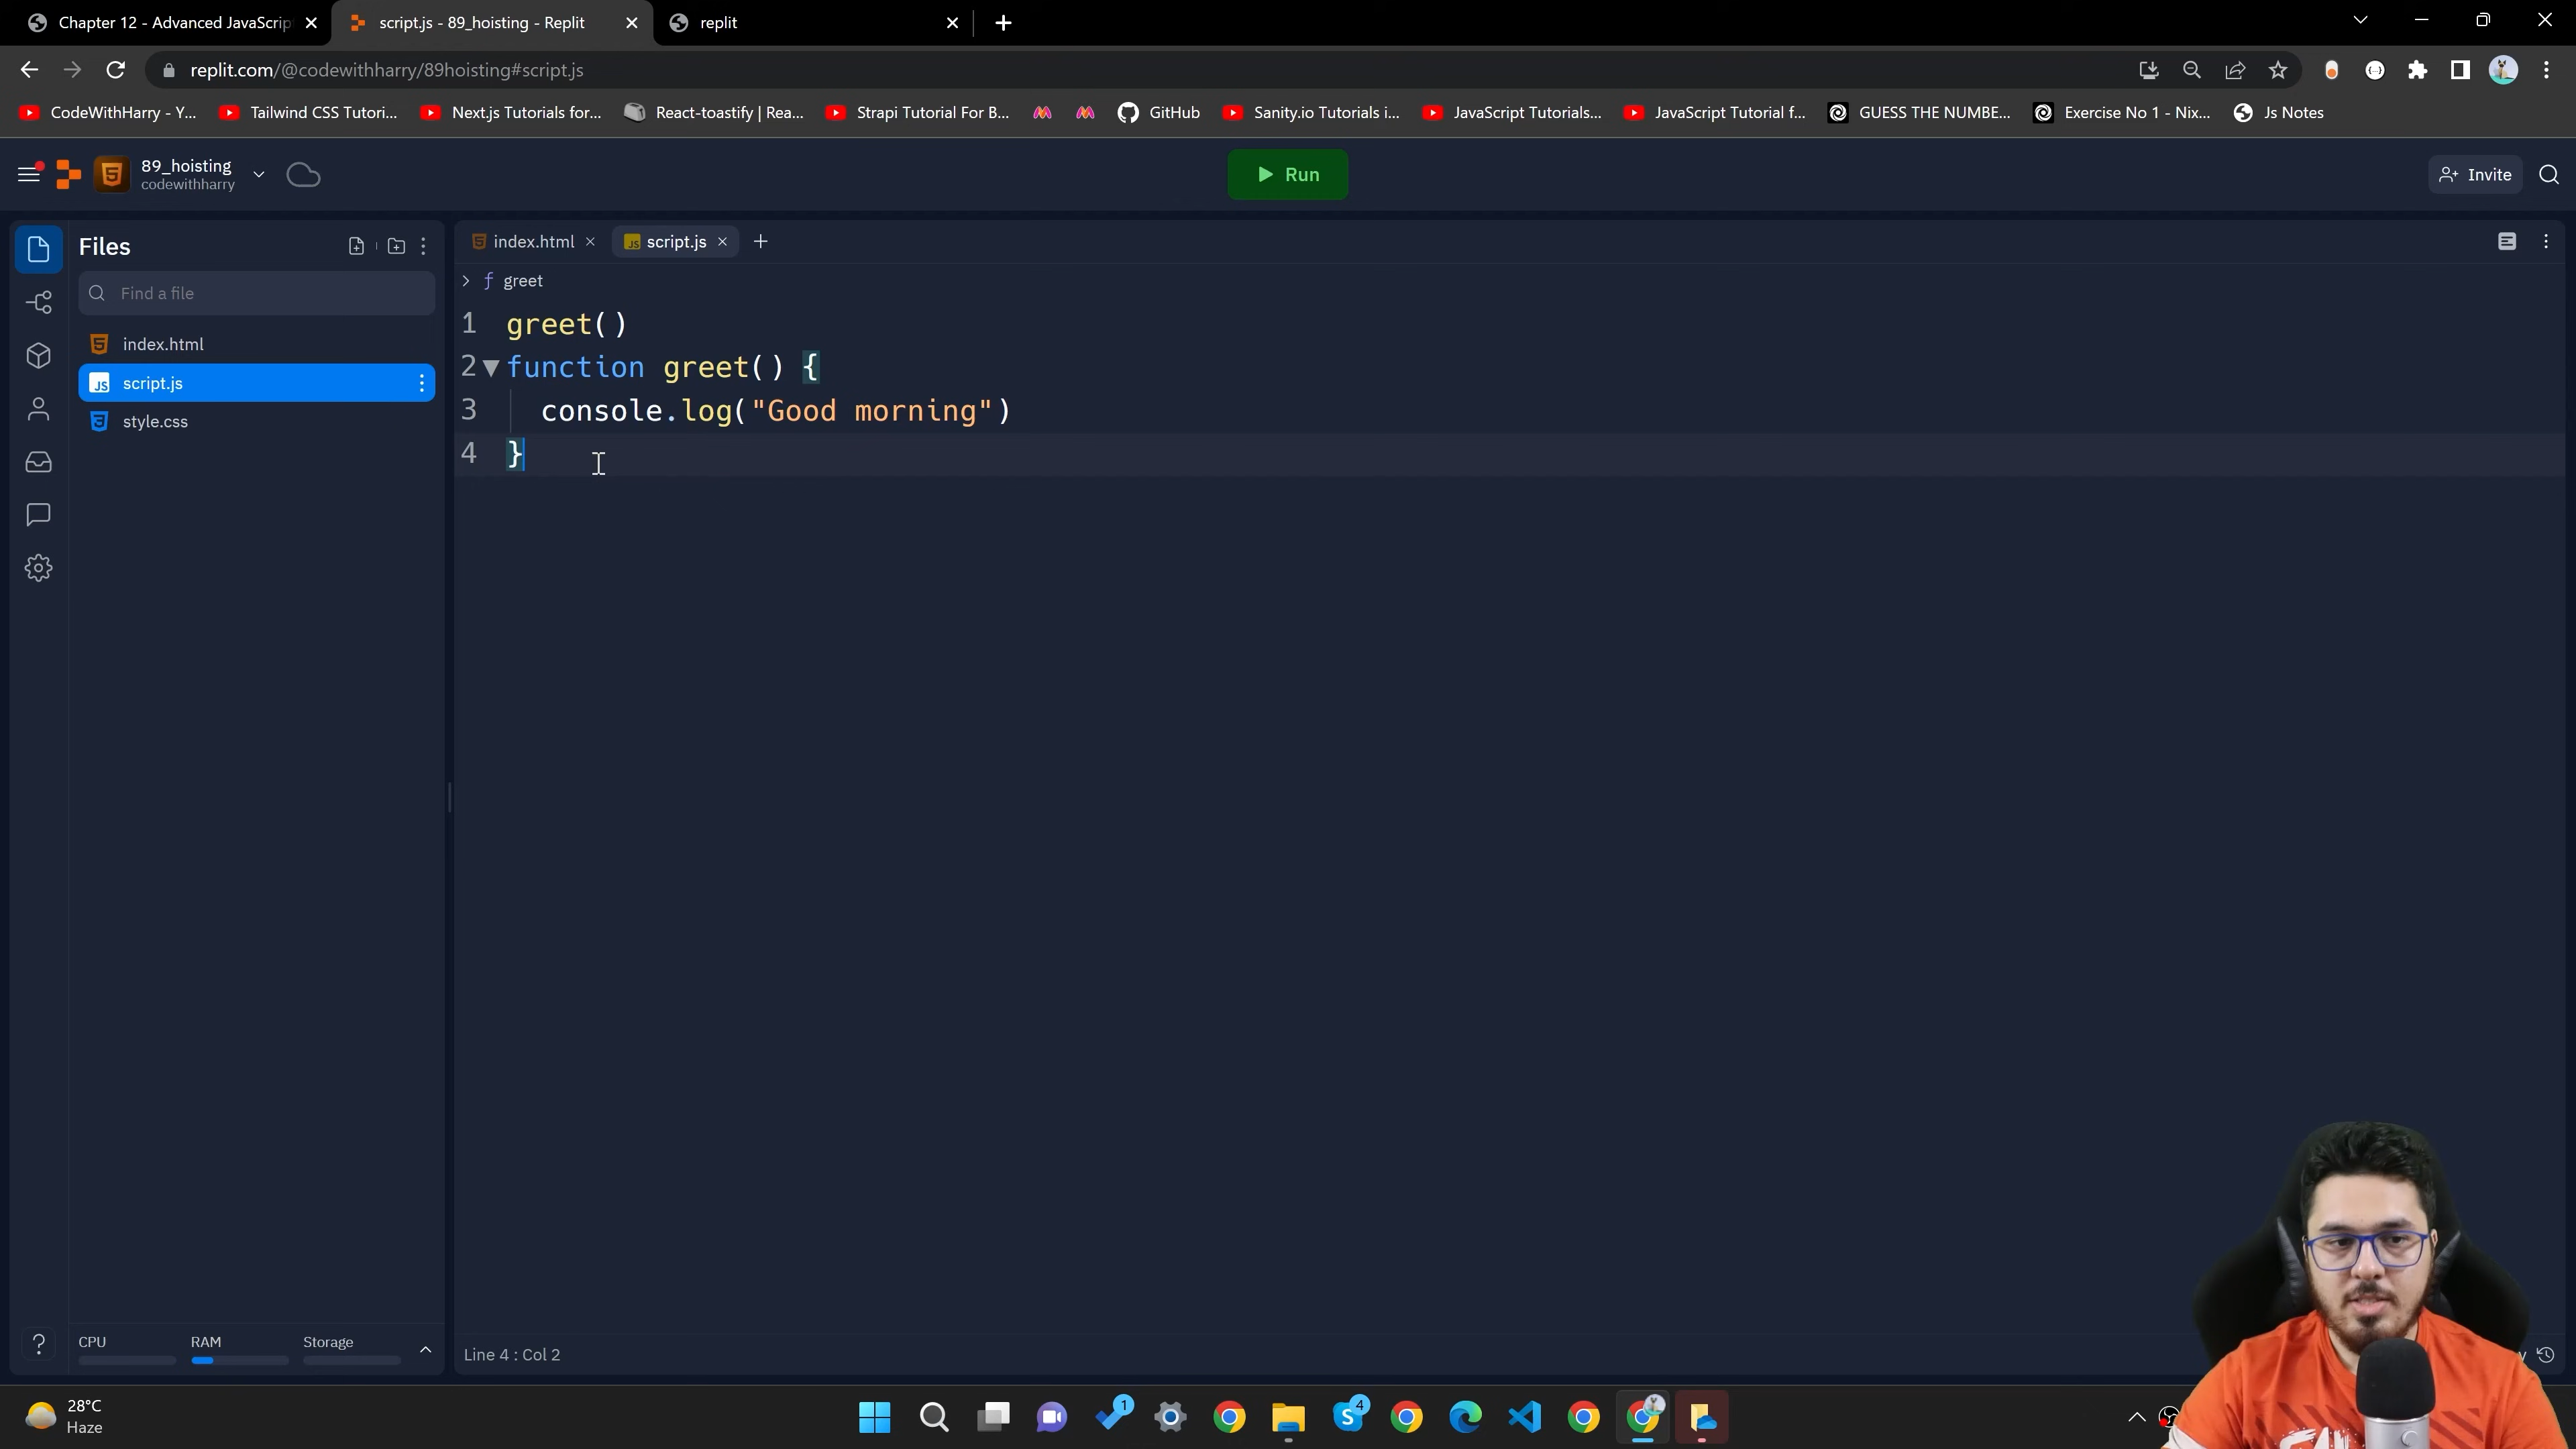 Chapter 12 - Advanced JavaScrip
script.js - 89_hoisting - Replit
replit
replit.com/@codewithharry/89hoisting#script.js
CodeWithHarry - Y...
Tailwind CSS Tutori...
Next.js Tutorials for...
React-toastify | Rea...
Strapi Tutorial For B...
GitHub
Sanity.io Tutorials i...
JavaScript Tutorials...
JavaScript Tutorial f...
GUESS THE NUMBE...
Exercise No 1 - Nix...
Js Notes
89_hoisting
codewithharry
Run
Invite
Files
Find a file
index.html
script.js
style.css
index.html
script.js
greet
1 greet()
2 function greet() {
3 console.log("Good morning")
4 }
CPU
RAM
Storage
Line 4 : Col 2
28°C
Haze
1
4